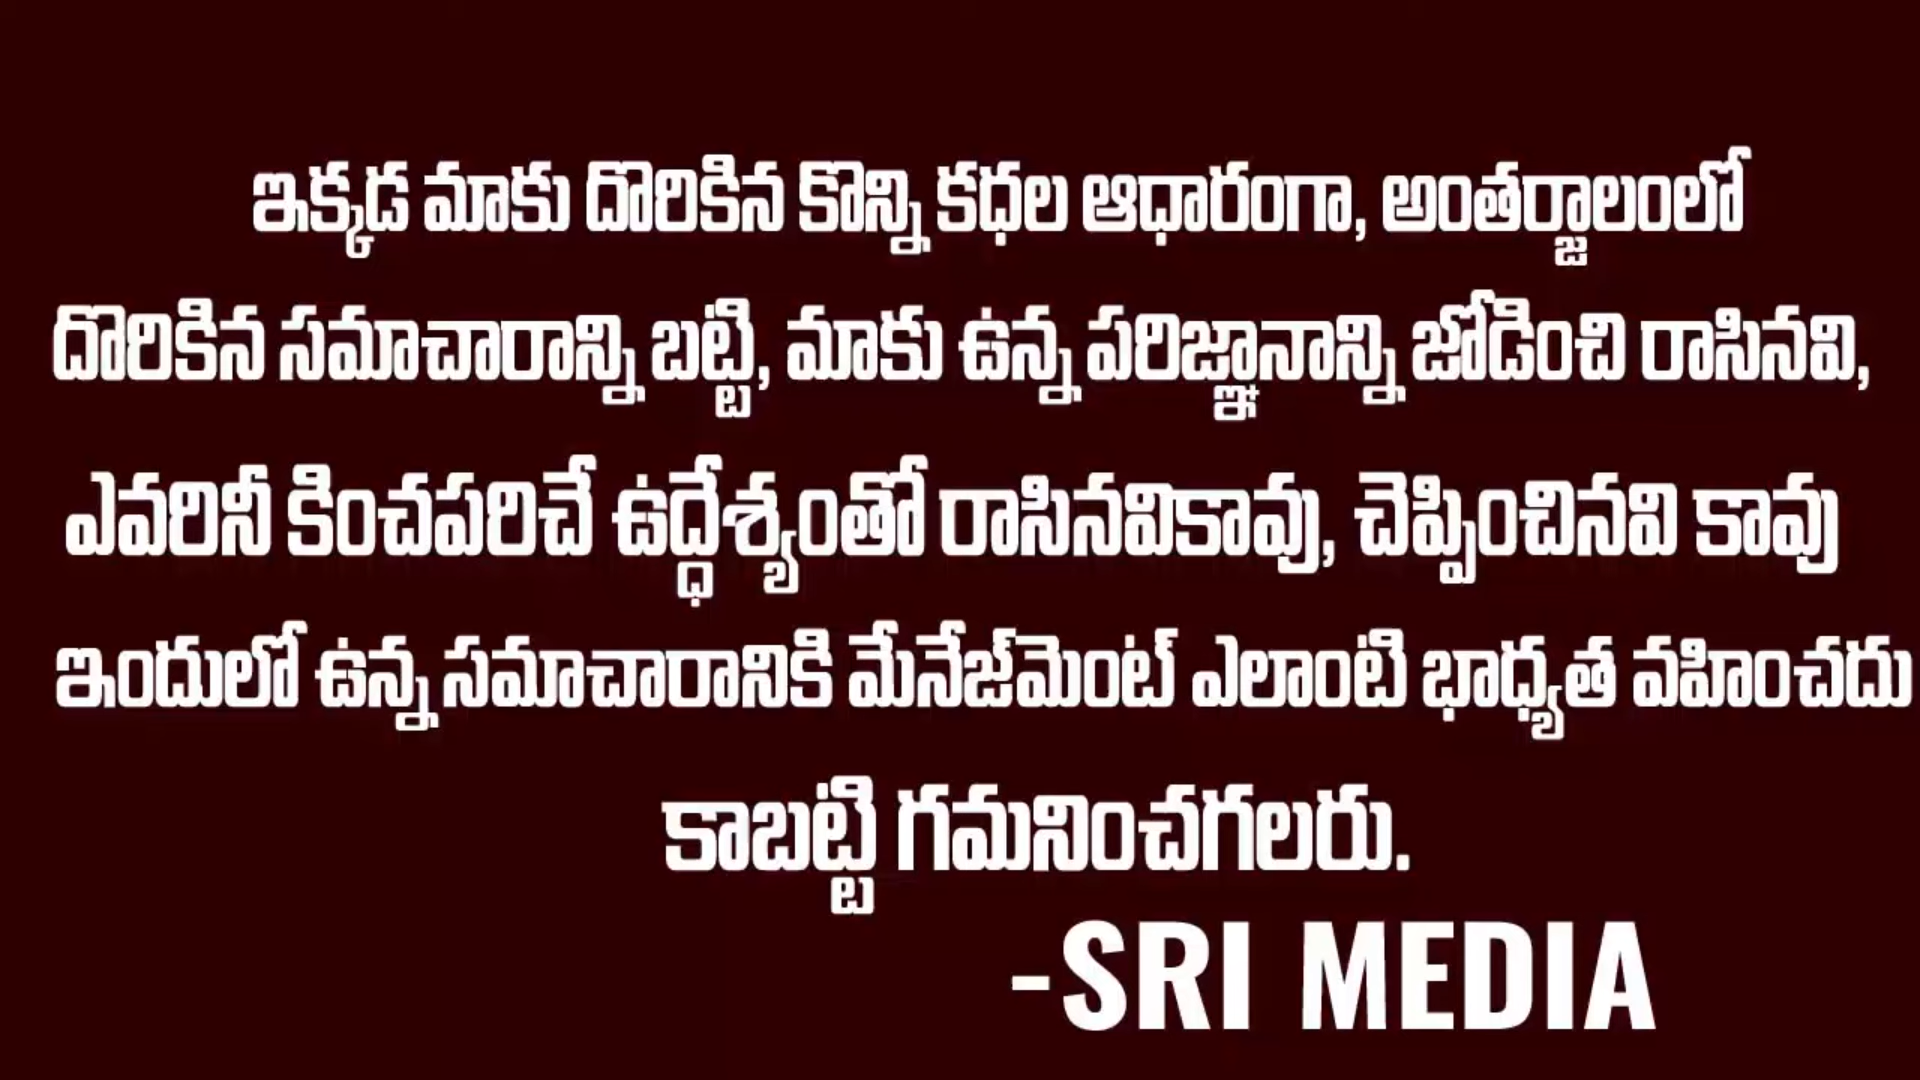 ఇక్కడ మాకు దొరికిన కొన్ని కధల ఆధారంగా, అంతర్జాలంలో
దొరికిన సమాచారాన్ని బట్టి, మాకు ఉన్న పరిజ్ఞానాన్ని జోడించి రాసినవి,
ఎవరినీ కించపరిచే ఉద్ధేశ్యంతో రాసినవికావు, చెప్పించినవి కావు
ఇందులో ఉన్న సమాచారానికి మేనేజ్‌మెంట్ ఎలాంటి భాధ్యత వహించదు
కాబట్టి గమనించగలరు.
-SRI MEDIA